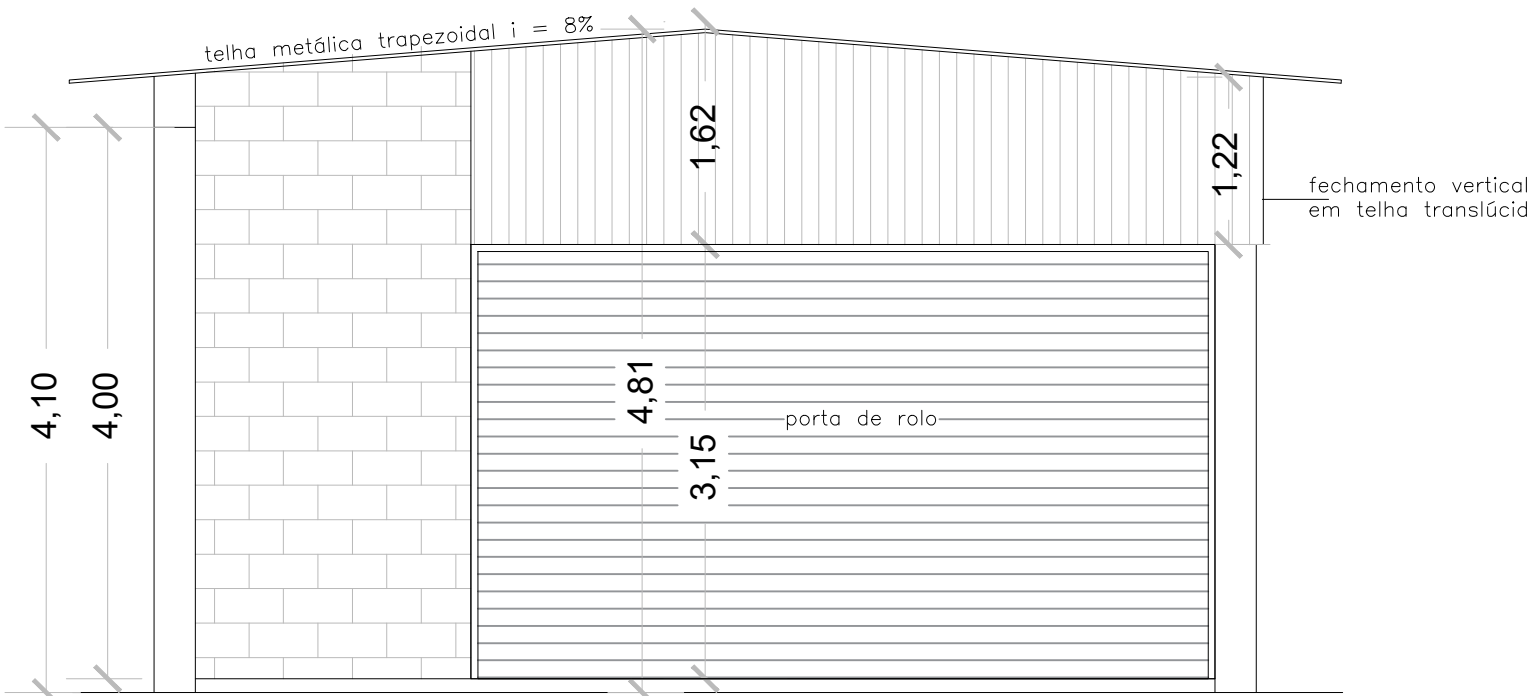 telha metálica trapezoidal i = 8%
1,62
1,22
fechamento vertical
em telha translúcid
4,10
4,00
4,81
porta de rolo
3,15